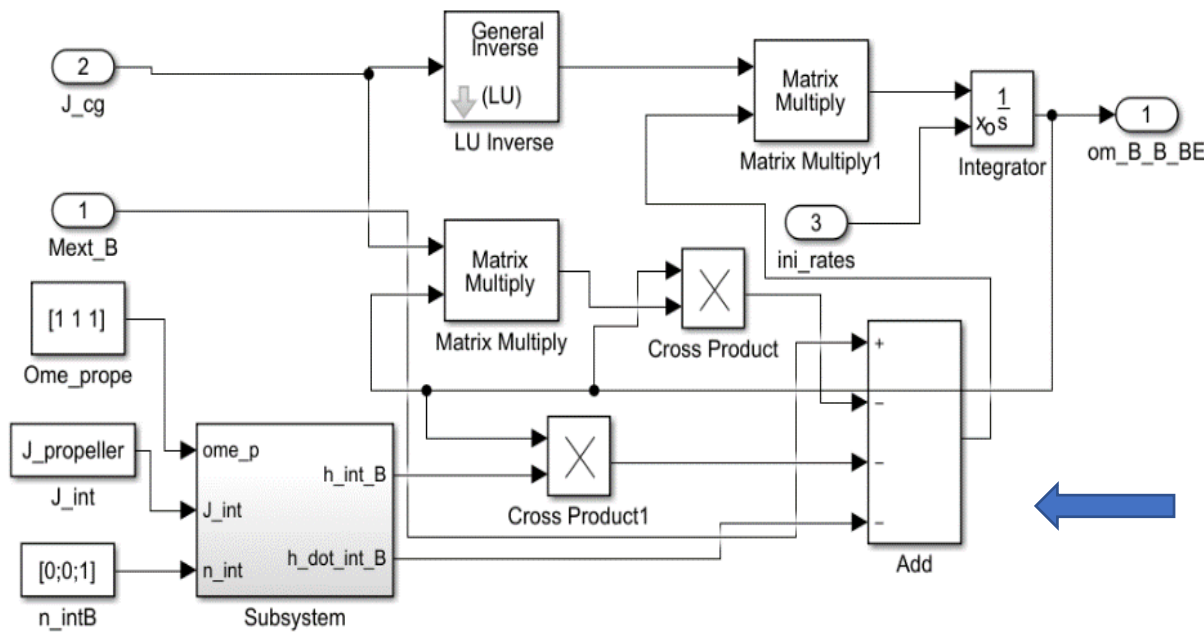 2
J_cg
General
Inverse
(LU)
LU Inverse
Matrix
Multiply
Matrix Multiply1
1
s
xo
Integrator
1
om_B_B_BE
1
Mext_B
3
ini_rates
Matrix
Multiply
Matrix Multiply
Cross Product
[1 1 1]
Ome_prope
J_propeller
J_int
[0;0;1]
n_intB
ome_p
J_int
n_int
h_int_B
h_dot_int_B
Subsystem
Cross Product1
+
−
−
−
Add